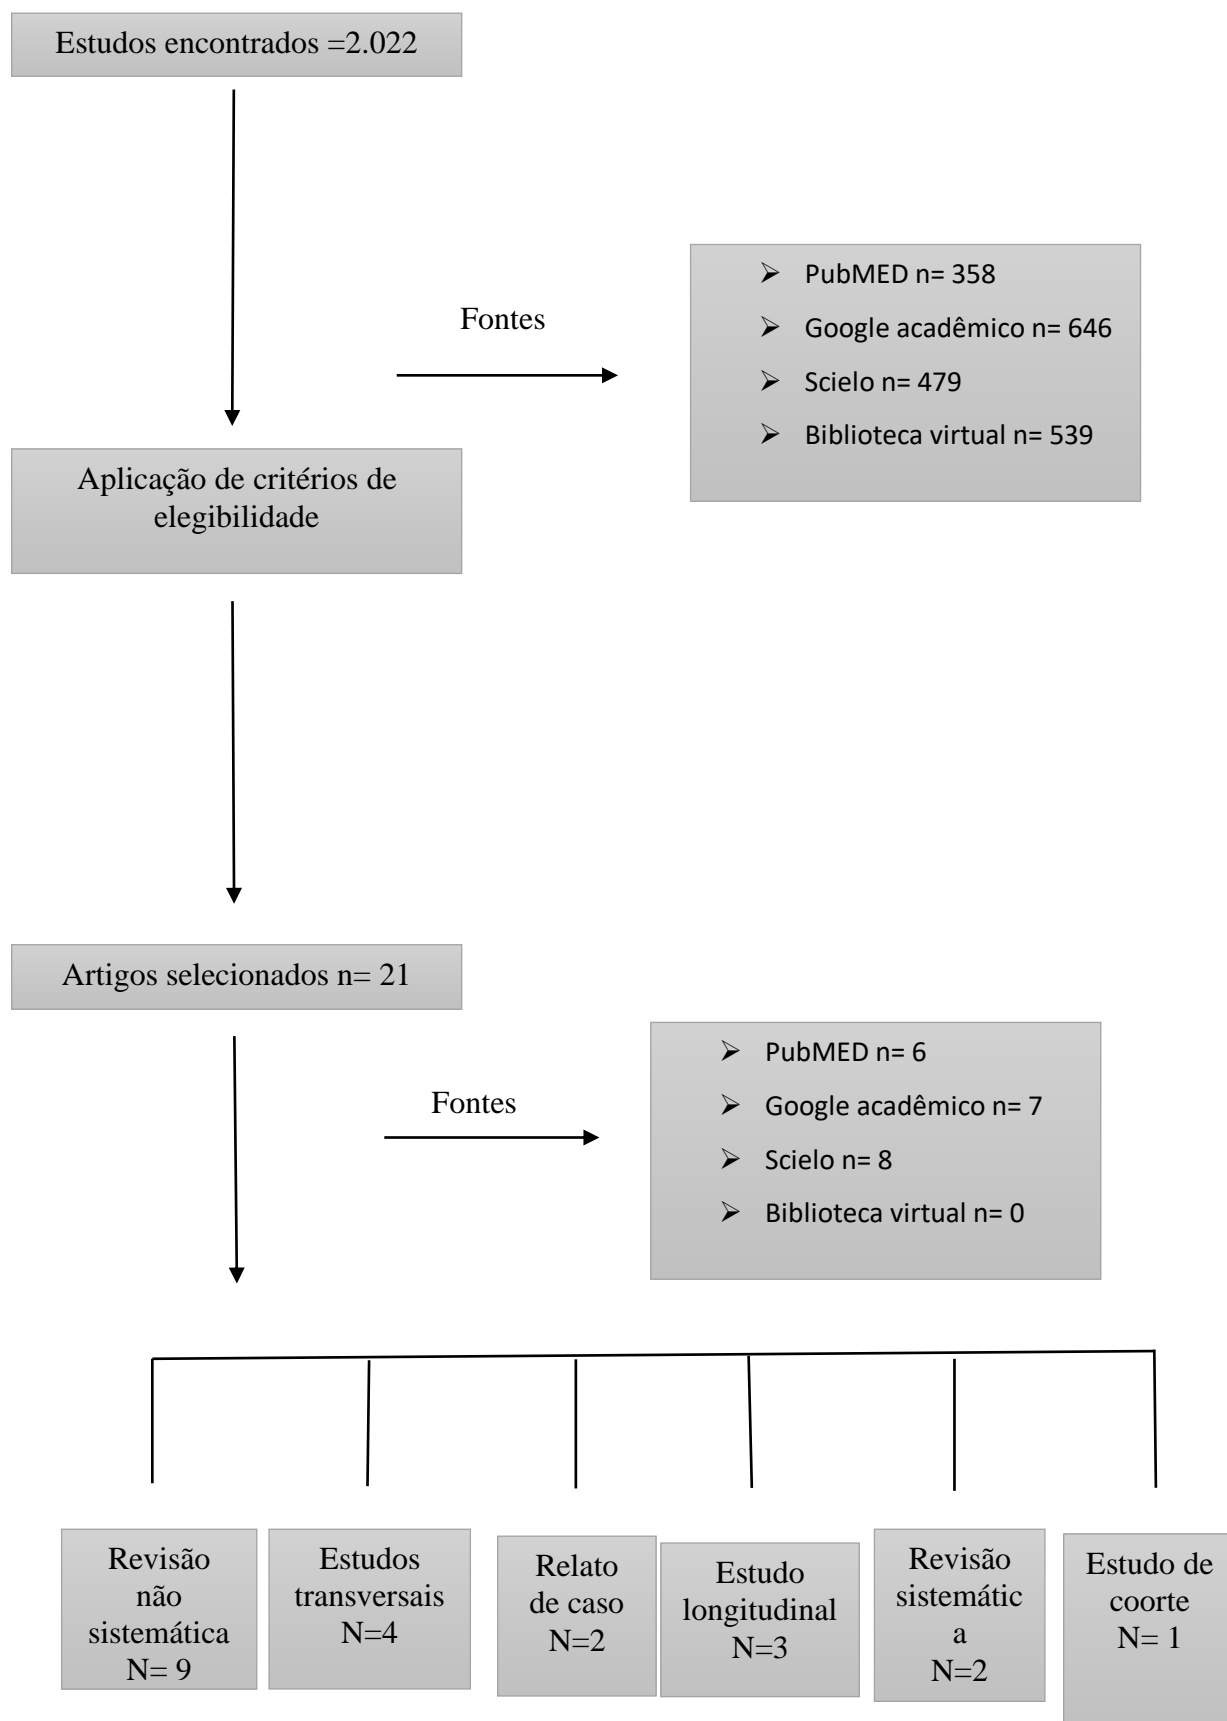 Estudos encontrados =2.022
Fontes
➢ PubMED n= 358
➢ Google acadêmico n= 646
➢ Scielo n= 479
➢ Biblioteca virtual n= 539
Aplicação de critérios de
elegibilidade
Artigos selecionados n= 21
Fontes
➢ PubMED n= 6
➢ Google acadêmico n= 7
➢ Scielo n= 8
➢ Biblioteca virtual n= 0
Revisão
não
sistemática
N= 9
Estudos
transversais
N=4
Relato
de caso
N=2
Estudo
longitudinal
N=3
Revisão
sistemátic
a
N=2
Estudo de
coorte
N= 1